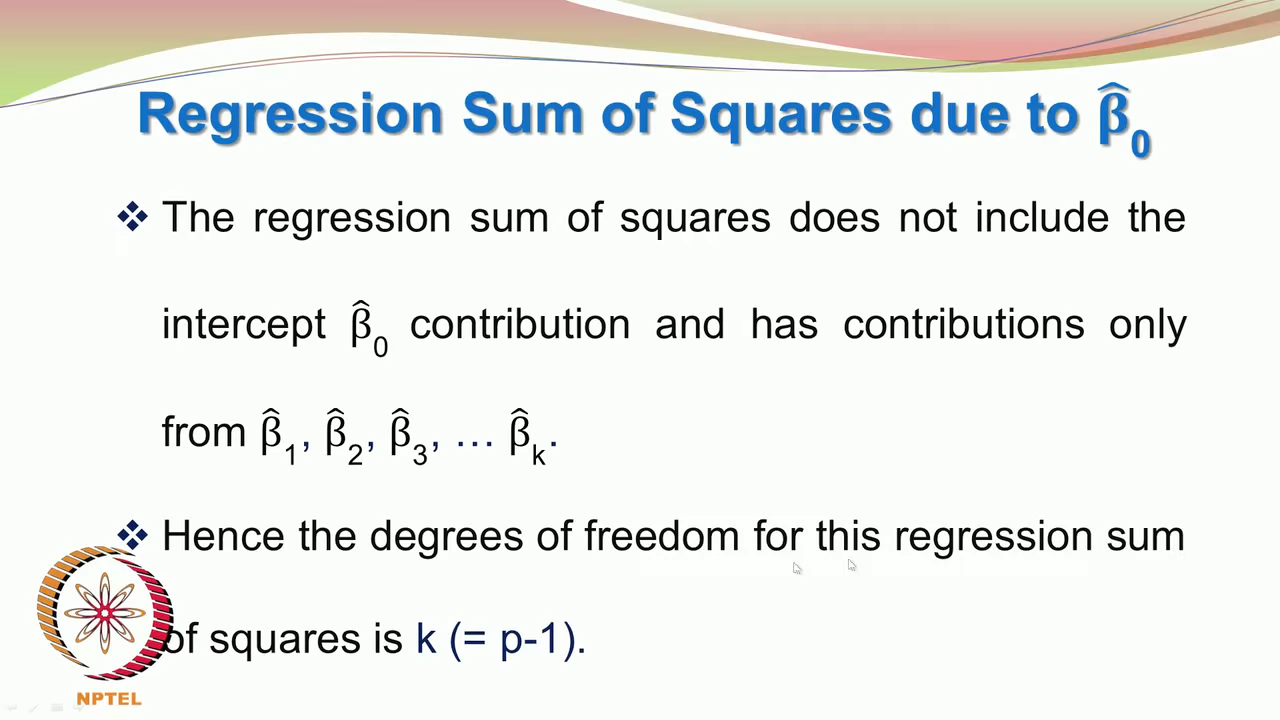 Regression Sum of Squares due to β̂₀
❖ The regression sum of squares does not include the
intercept β̂₀ contribution and has contributions only
from β̂₁, β̂₂, β̂₃, … β̂ₖ.
❖ Hence the degrees of freedom for this regression sum
of squares is k (= p-1).
NPTEL